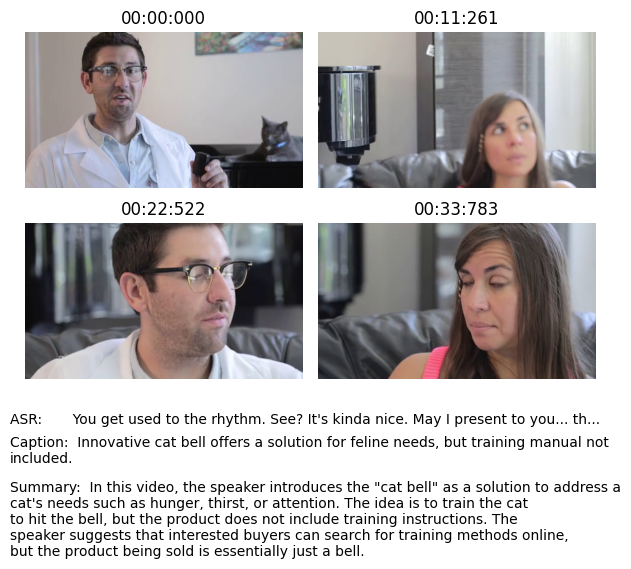 00:00:000
00:11:261
00:22:522
00:33:783
ASR: You get used to the rhythm. See? It's kinda nice. May I present to you... th...
Caption: Innovative cat bell offers a solution for feline needs, but training manual not
included.
Summary: In this video, the speaker introduces the "cat bell" as a solution to address a
cat's needs such as hunger, thirst, or attention. The idea is to train the cat
to hit the bell, but the product does not include training instructions. The
speaker suggests that interested buyers can search for training methods online,
but the product being sold is essentially just a bell.